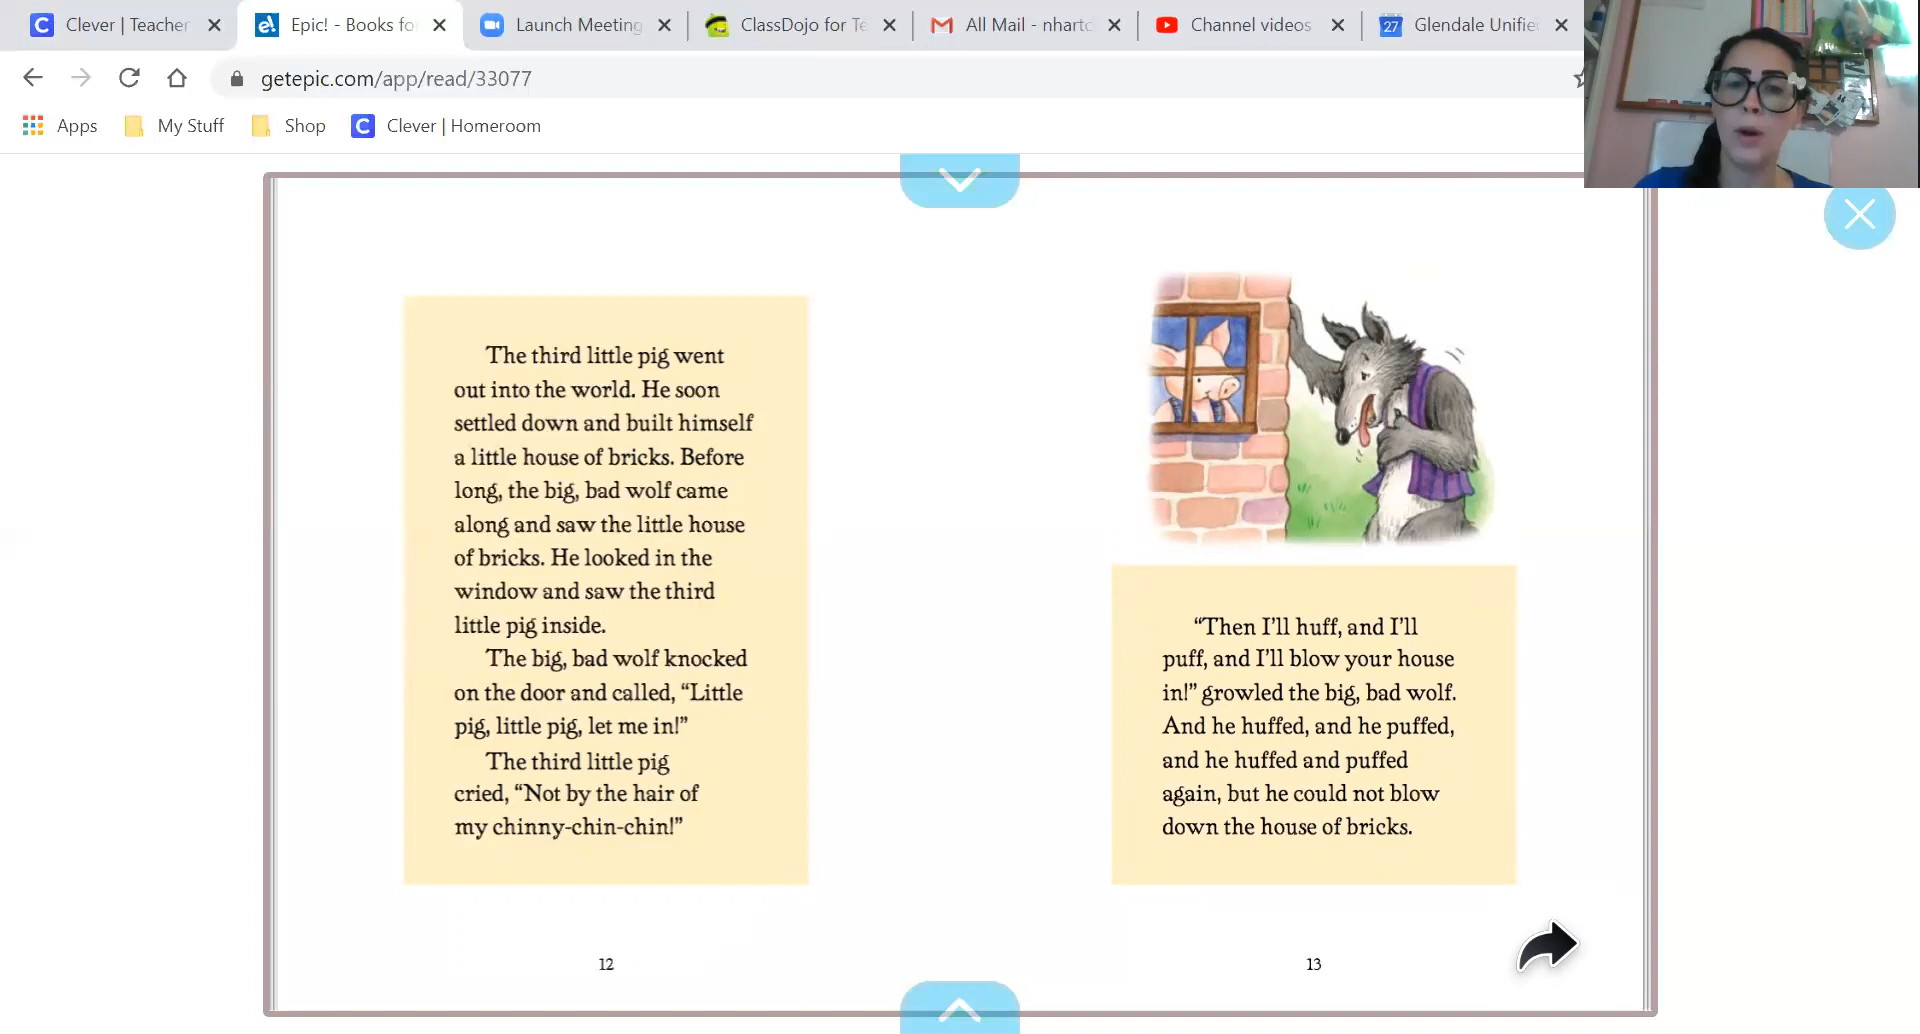 Clever | Teacher
Epic! - Books fo
Launch Meeting
ClassDojo for Te
All Mail - nhartc
Channel videos
27
Glendale Unifie
getepic.com/app/read/33077
Apps
My Stuff
Shop
Clever | Homeroom
The third little pig went
out into the world. He soon
settled down and built himself
a little house of bricks. Before
long, the big, bad wolf came
along and saw the little house
of bricks. He looked in the
window and saw the third
little pig inside.
The big, bad wolf knocked
on the door and called, “Little
pig, little pig, let me in!”
The third little pig
cried, “Not by the hair of
my chinny-chin-chin!”
12
“Then I’ll huff, and I’ll
puff, and I’ll blow your house
in!” growled the big, bad wolf.
And he huffed, and he puffed,
and he huffed and puffed
again, but he could not blow
down the house of bricks.
13